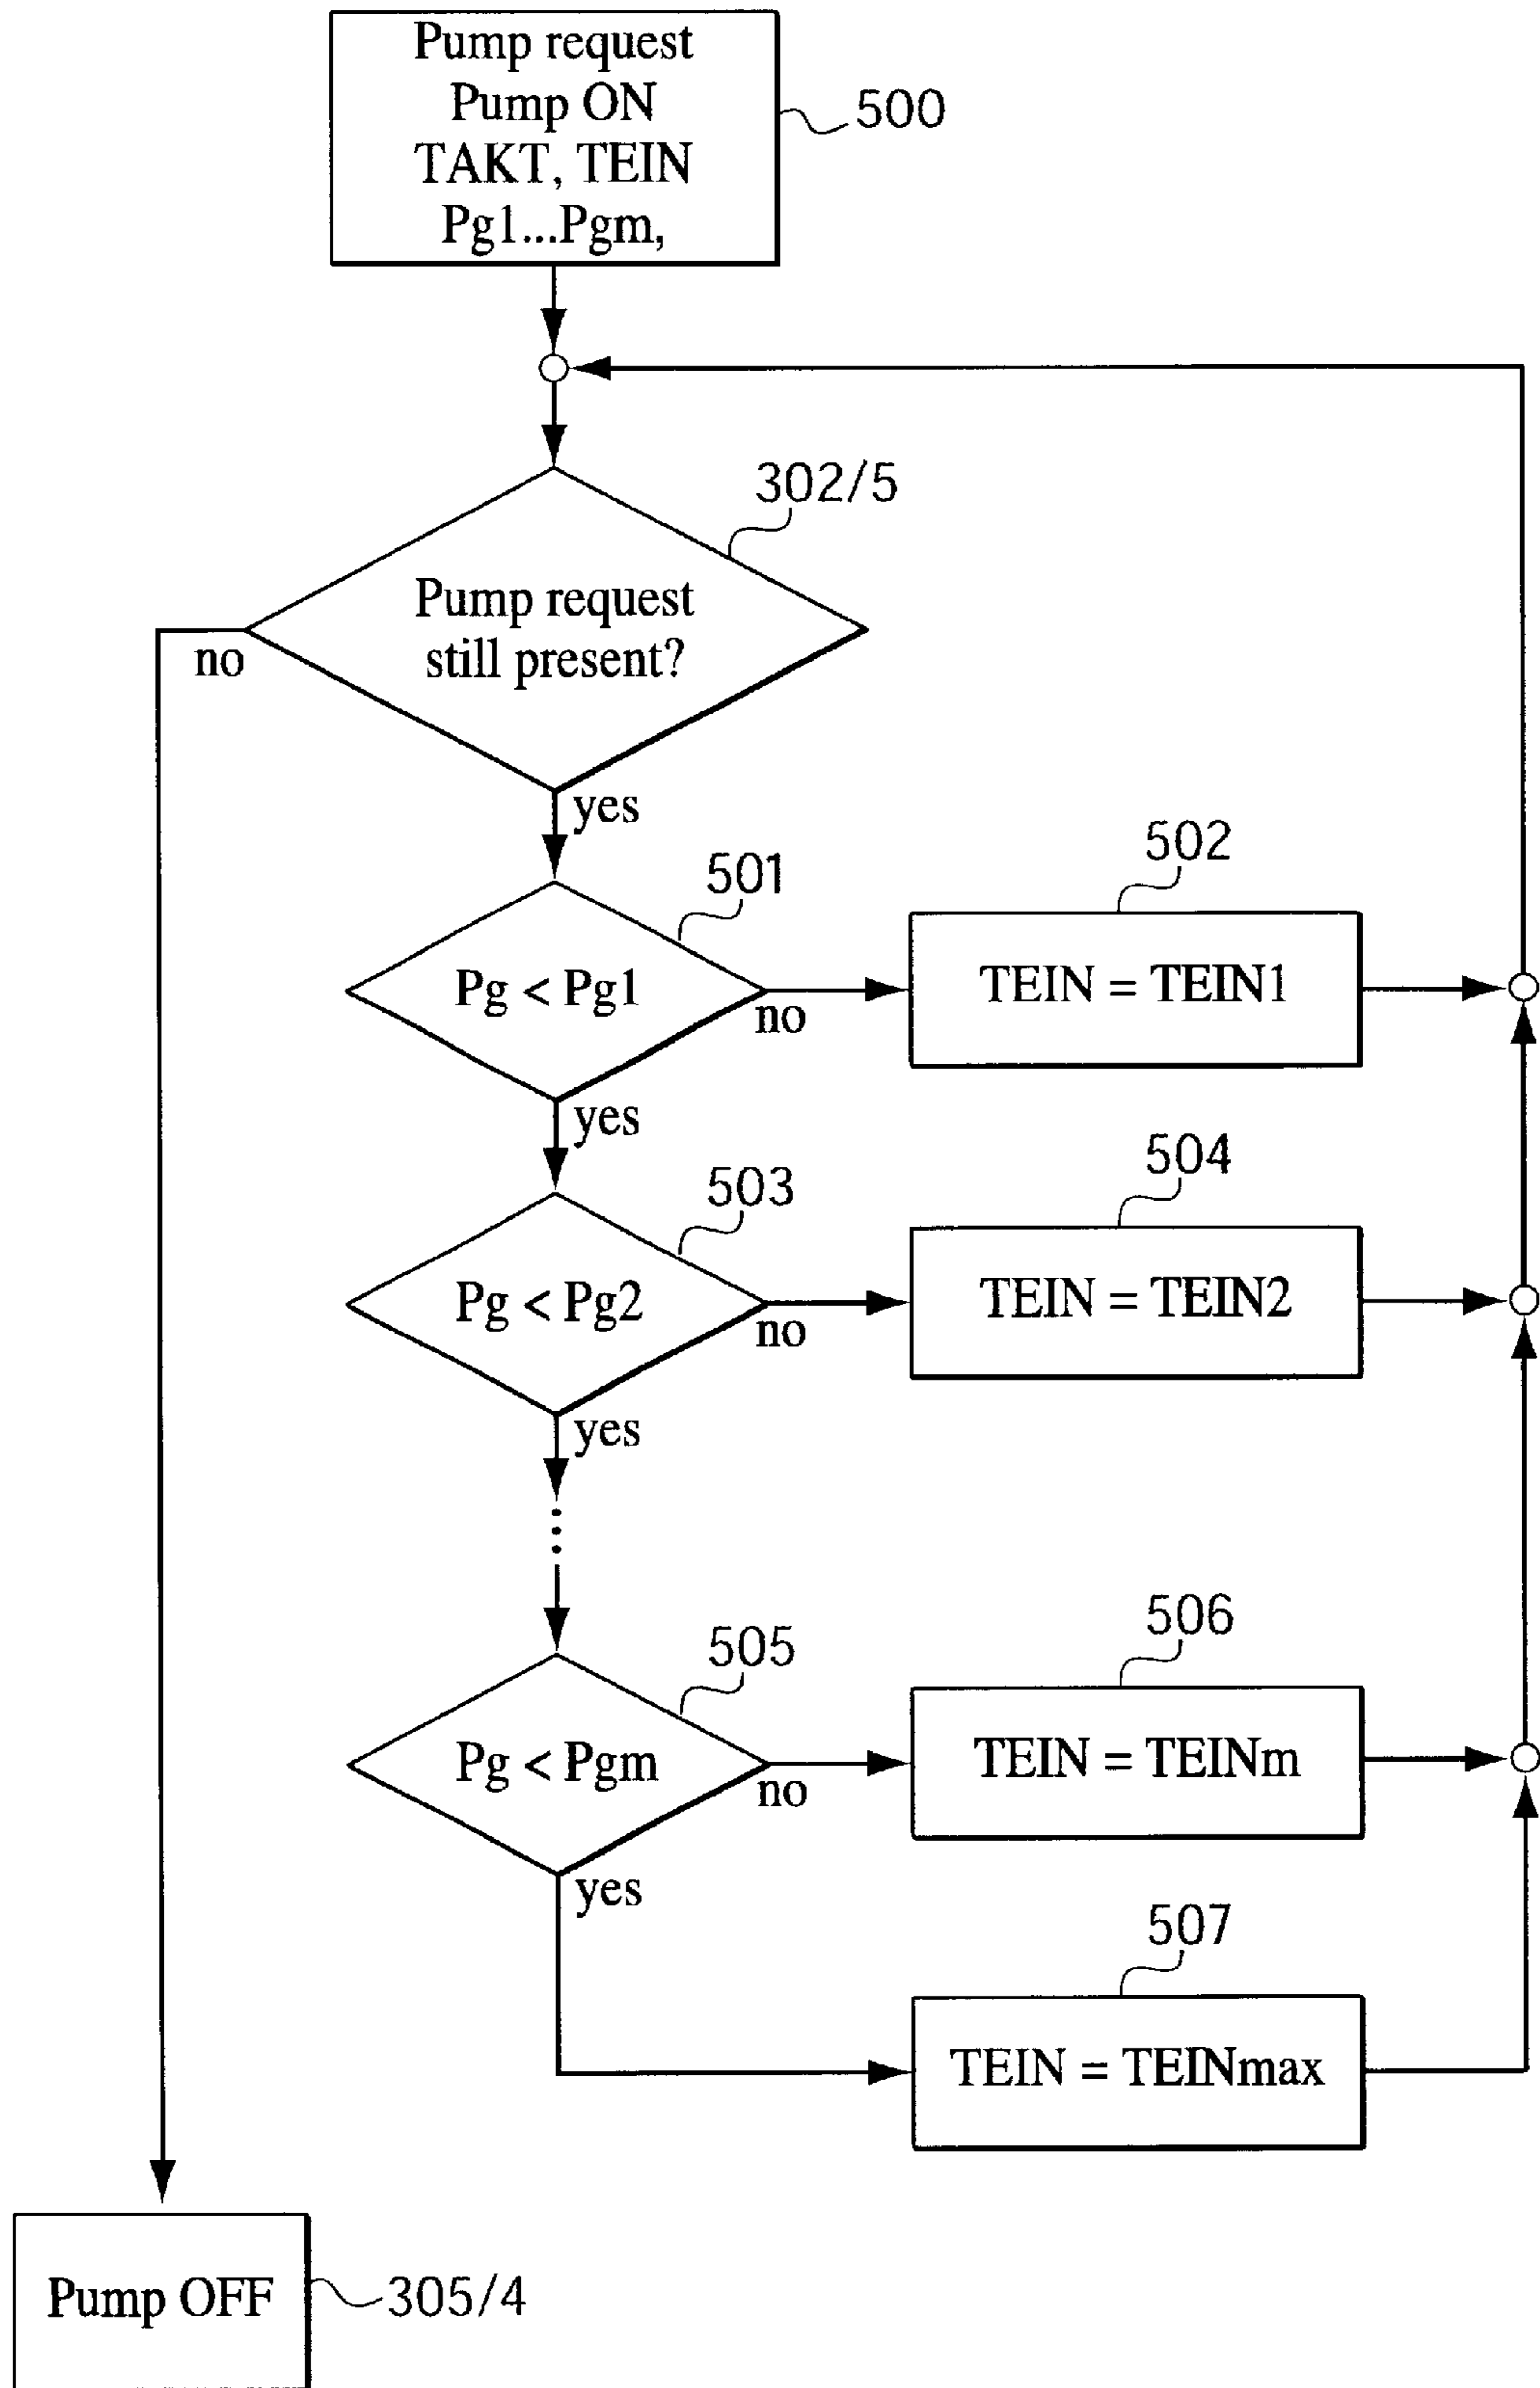 Pump request
Pump ON
TAKT, TEIN
Pg1...Pgm,
500
302/5
Pump request
still present?
no
yes
501
502
Pg < Pg1
TEIN = TEIN1
no
yes
503
504
Pg < Pg2
TEIN = TEIN2
no
yes
505
506
Pg < Pgm
TEIN = TEINm
no
yes
507
TEIN = TEINmax
Pump OFF
305/4